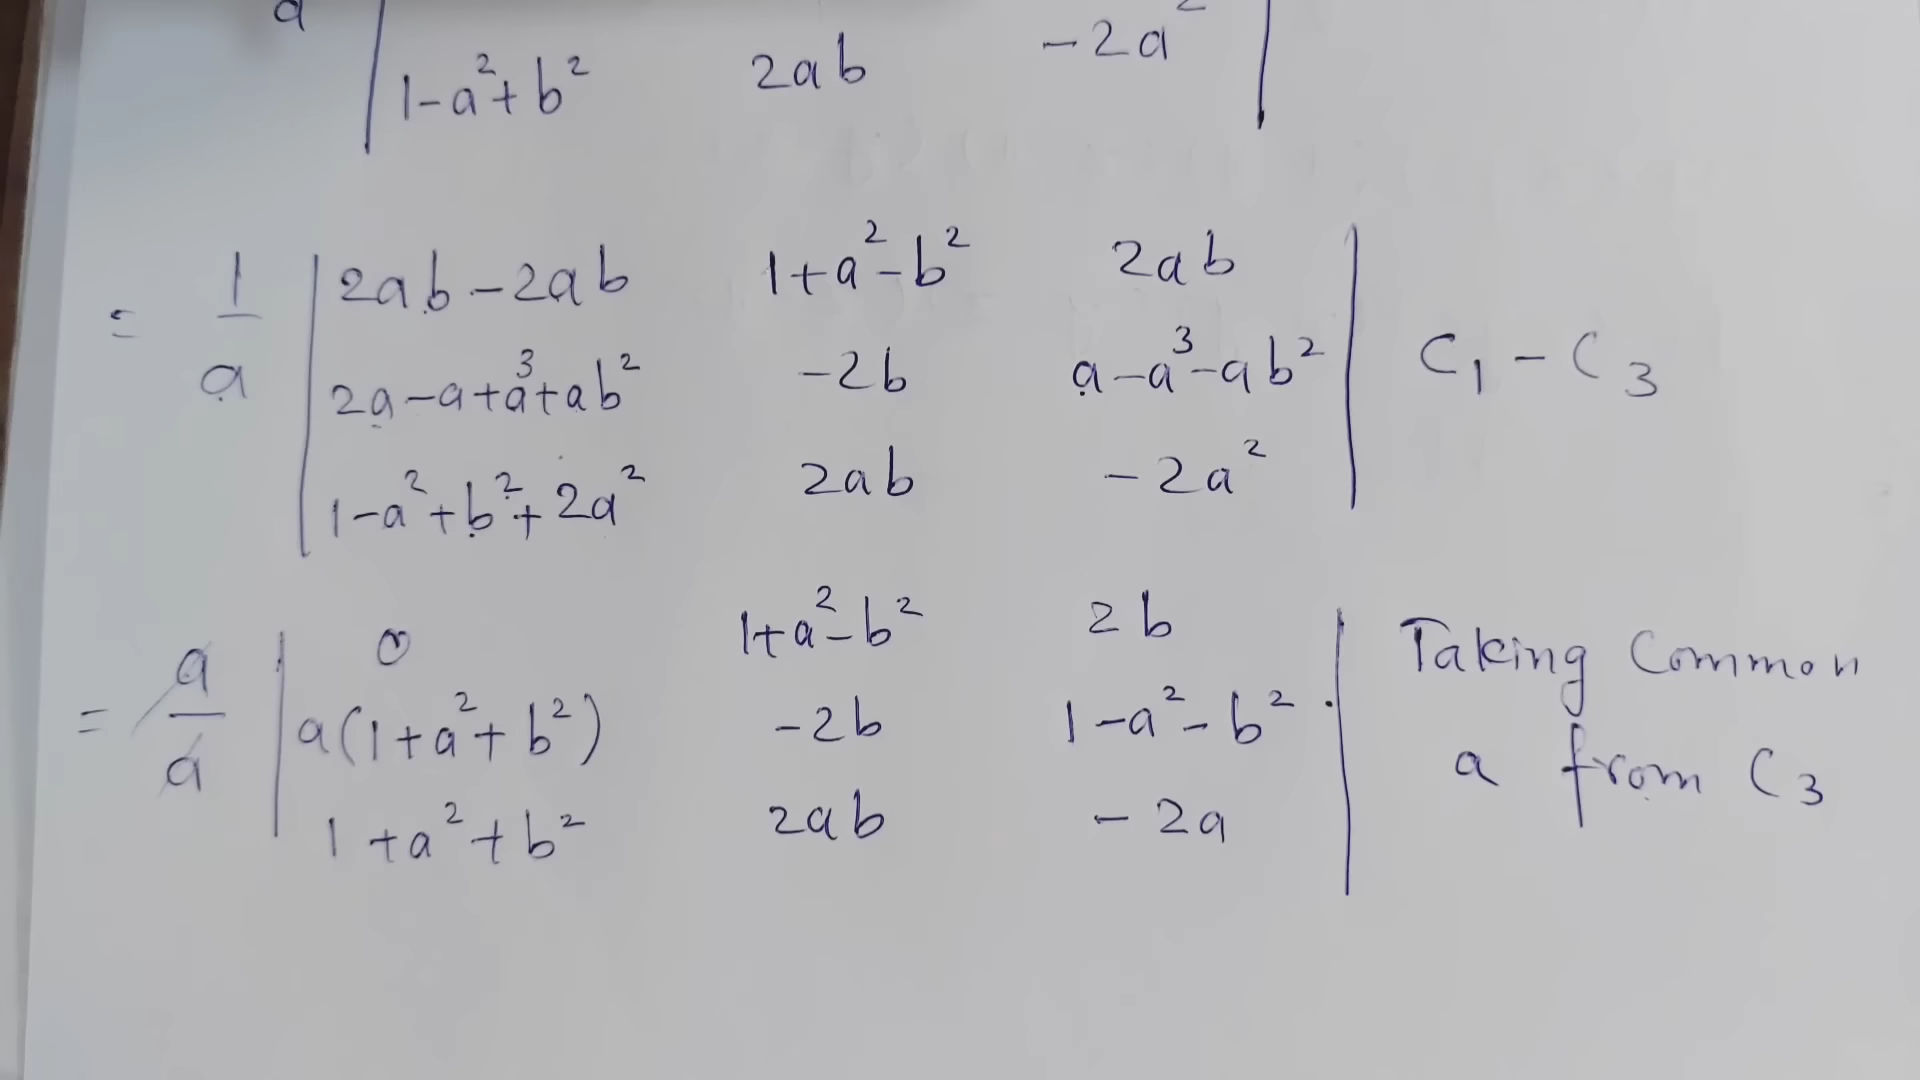 a
1-a²+b² 2ab -2a²
= 1/a | 2ab-2ab 1+a²-b² 2ab |
2a-a+a³+ab² -2b a-a³-ab² C₁-C₃
1-a²+b²+2a² 2ab -2a²
= a/a | 0 1+a²-b² 2b | Taking Common
a(1+a²+b²) -2b 1-a²-b² a from C₃
1+a²+b² 2ab -2a